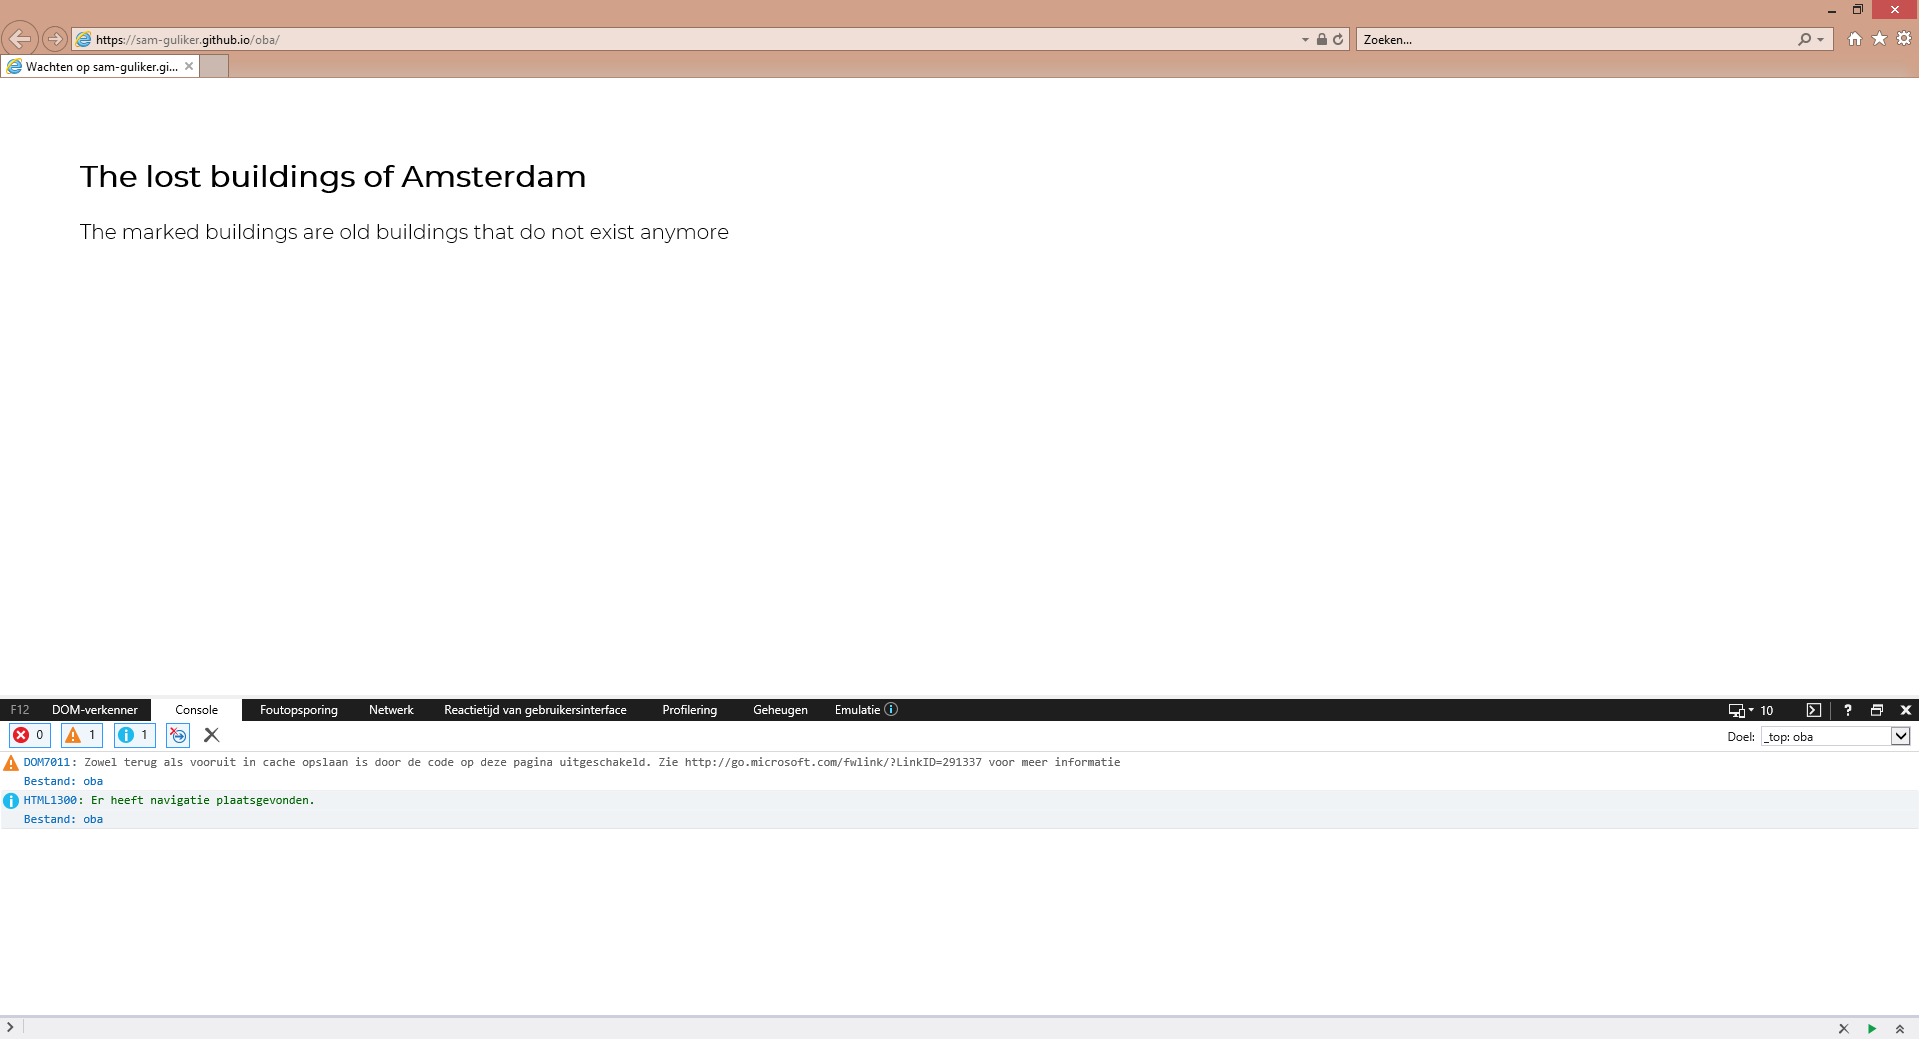 https://sam-guliker.github.io/oba/
Zoeken...
Wachten op sam-guliker.gi...
The lost buildings of Amsterdam
The marked buildings are old buildings that do not exist anymore
F12 DOM-verkenner Console Foutopsporing Netwerk Reactietijd van gebruikersinterface Profilering Geheugen Emulatie 10
0 1 1 Doel: _top: oba
DOM7011: Zowel terug als vooruit in cache opslaan is door de code op deze pagina uitgeschakeld. Zie http://go.microsoft.com/fwlink/?LinkID=291337 voor meer informatie
Bestand: oba
HTML1300: Er heeft navigatie plaatsgevonden.
Bestand: oba